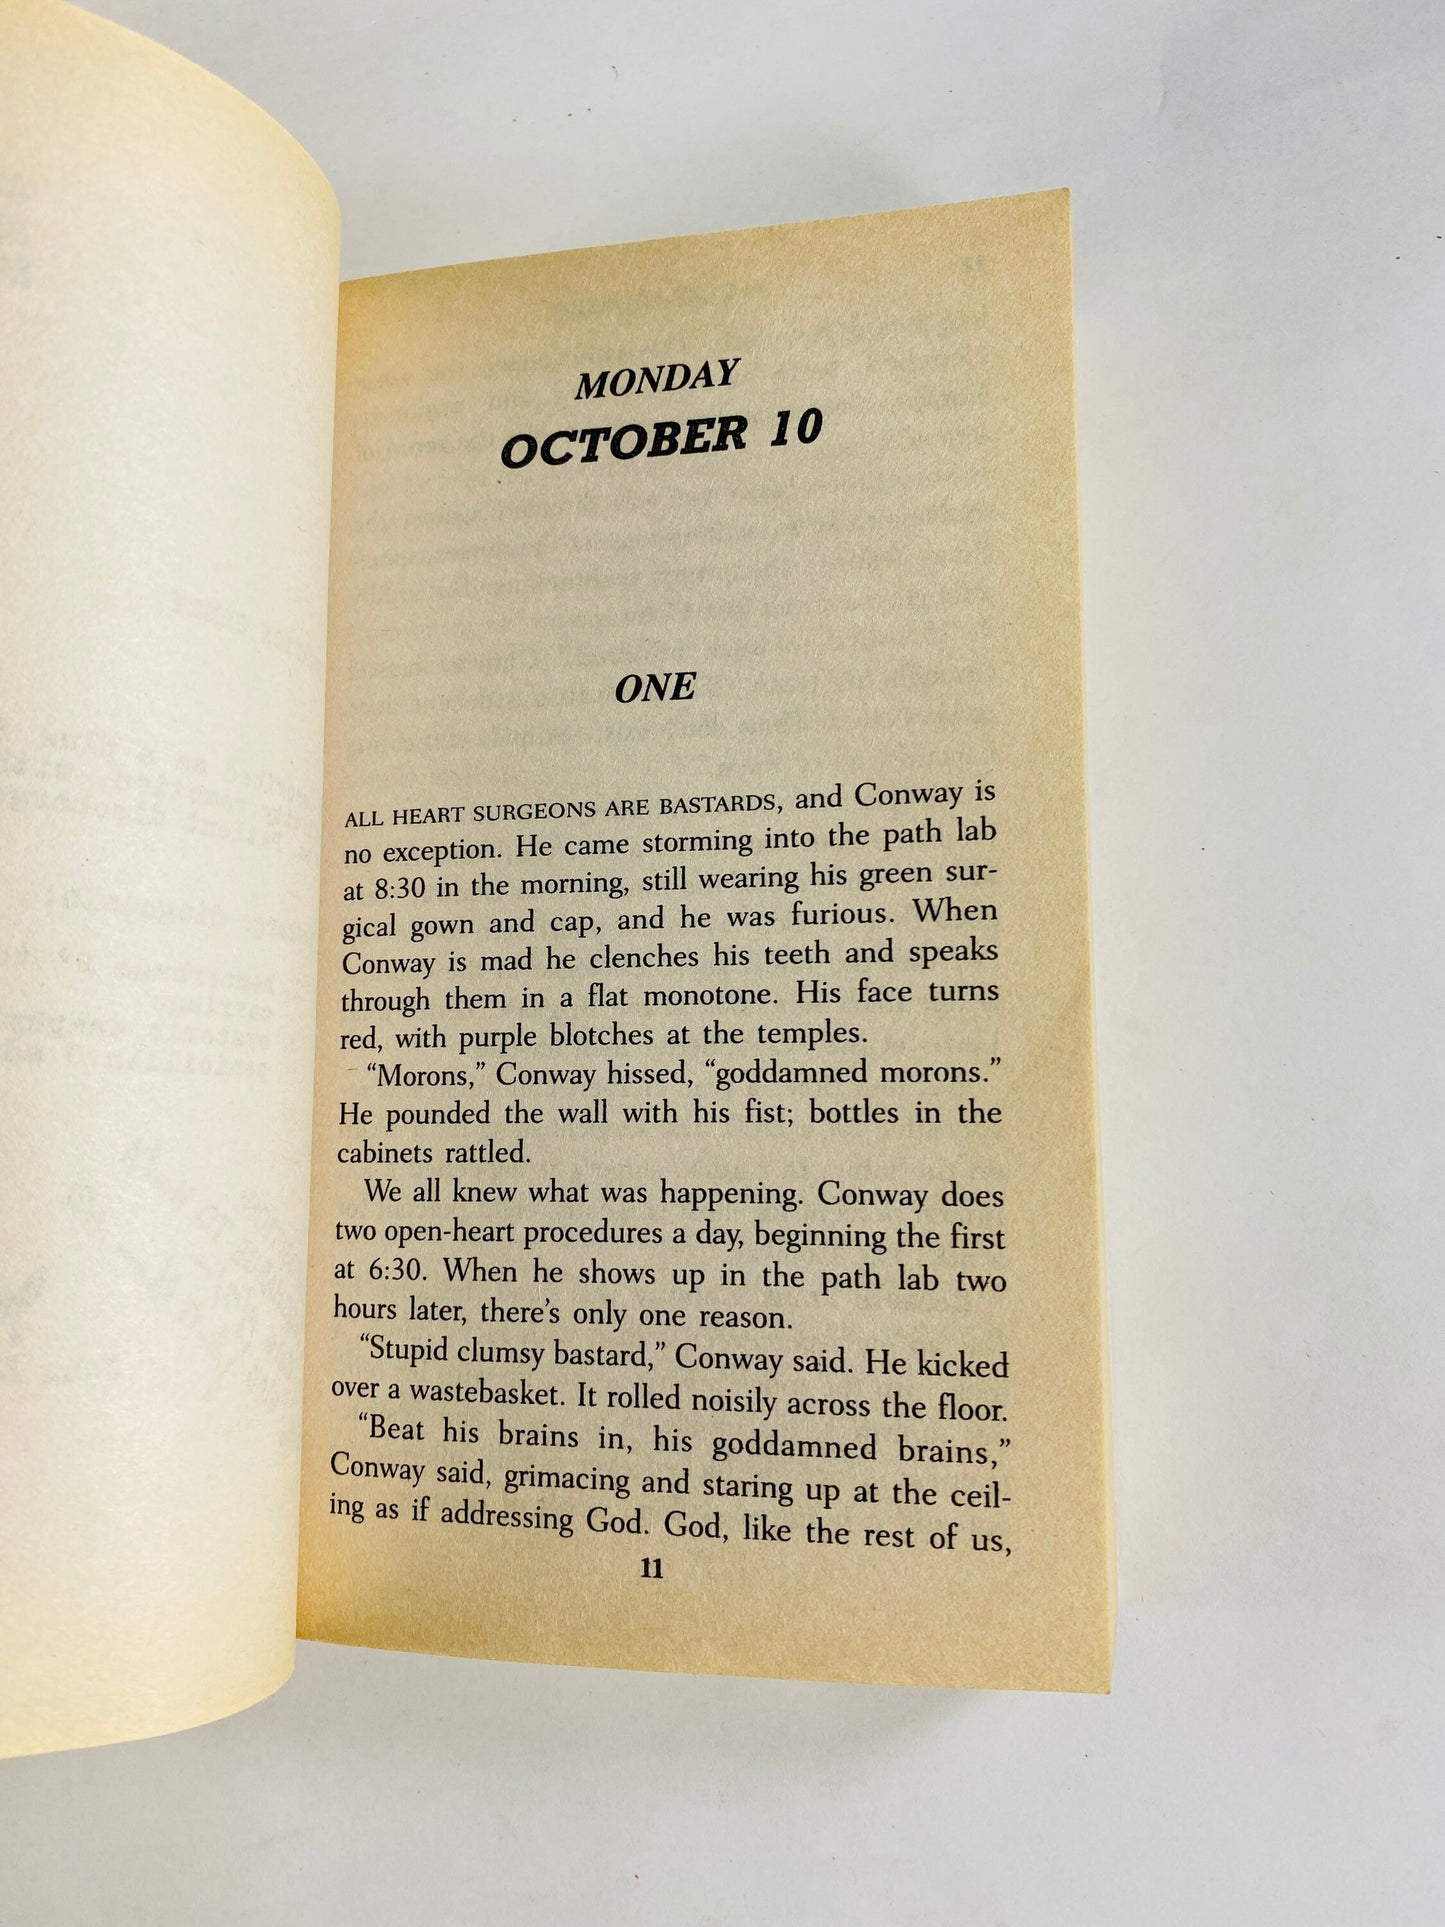 MONDAY
OCTOBER 10
ONE
ALL HEART SURGEONS ARE BASTARDS, and Conway is
no exception. He came storming into the path lab
at 8:30 in the morning, still wearing his green sur-
gical gown and cap, and he was furious. When
Conway is mad he clenches his teeth and speaks
through them in a flat monotone. His face turns
red, with purple blotches at the temples.
“Morons,” Conway hissed, “goddamned morons.”
He pounded the wall with his fist; bottles in the
cabinets rattled.
We all knew what was happening. Conway does
two open-heart procedures a day, beginning the first
at 6:30. When he shows up in the path lab two
hours later, there’s only one reason.
“Stupid clumsy bastard,” Conway said. He kicked
over a wastebasket. It rolled noisily across the floor.
“Beat his brains in, his goddamned brains,”
Conway said, grimacing and staring up at the ceil-
ing as if addressing God. God, like the rest of us,
11